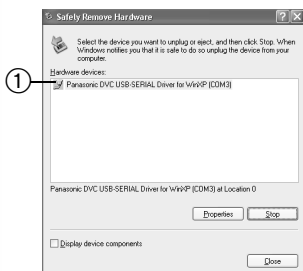 Safely Remove Hardware
Select the device you want to unplug or eject, and then click Stop. When
Windows notifies you that it is safe to do so unplug the device from your
computer.
Hardware devices:
① Panasonic DVC USB-SERIAL Driver for WinXP (COM3)
Panasonic DVC USB-SERIAL Driver for WinXP (COM3) at Location 0
Properties Stop
Display device components
Close